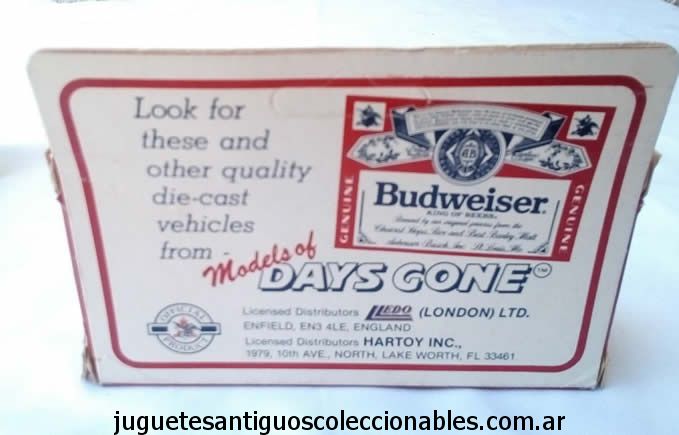 Look for
these and
other quality
die-cast
vehicles
from -
Models of
DAYS GONE™
GENUINE
Budweiser
KING OF BEERS
GENUINE
OFFICIAL
PRODUCT
Licensed Distributors LLEDO (LONDON) LTD.
ENFIELD, EN3 4LE, ENGLAND
Licensed Distributors HARTOY INC.,
1979, 10th AVE., NORTH, LAKE WORTH, FL 33461
juguetesantiguoscoleccionables.com.ar